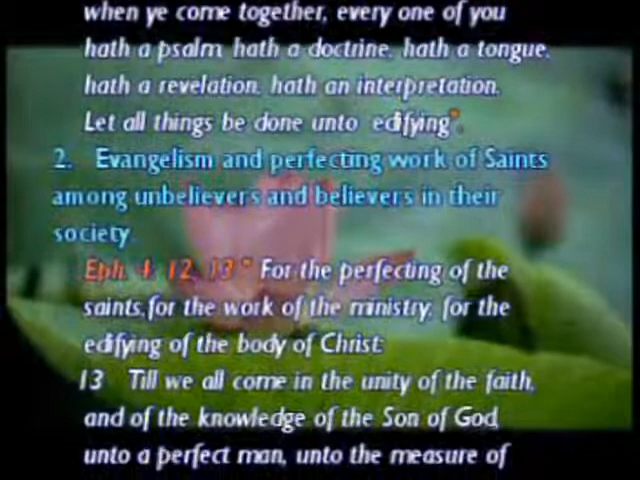 when ye come together, every one of you
hath a psalm, hath a doctrine, hath a tongue,
hath a revelation, hath an interpretation.
Let all things be done unto edifying".
2. Evangelism and perfecting work of Saints
among unbelievers and believers in their
society.
Eph. 4: 12, 13 " For the perfecting of the
saints, for the work of the ministry, for the
edifying of the body of Christ:
13 Till we all come in the unity of the faith,
and of the knowledge of the Son of God,
unto a perfect man, unto the measure of